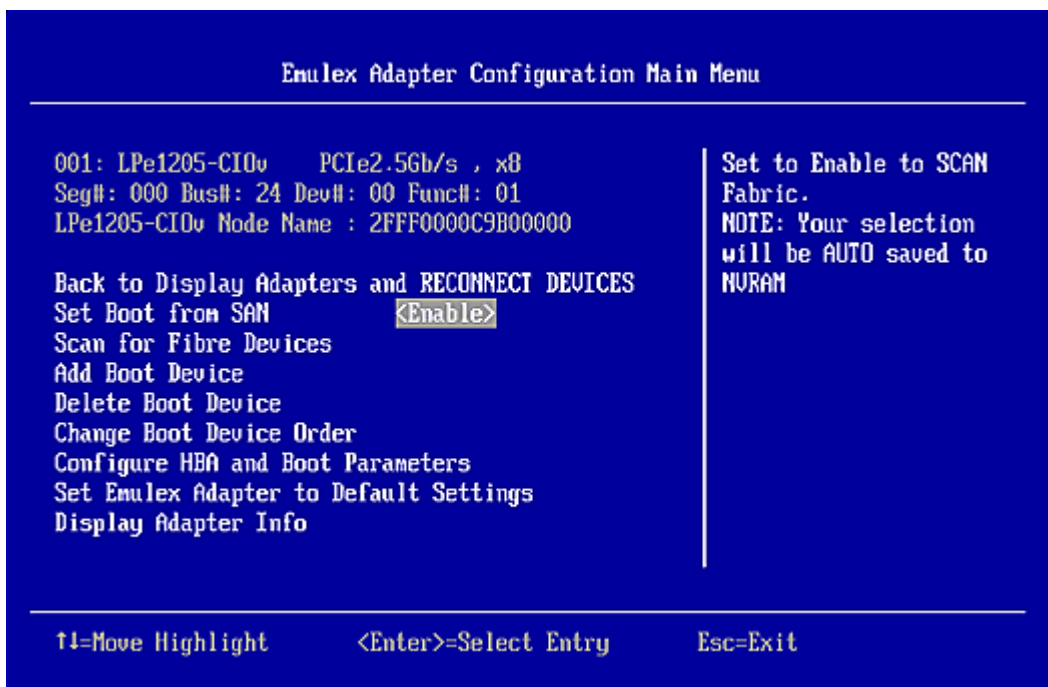 Emulex Adapter Configuration Main Menu
001: LPe1205-CIOv PCIe2.5Gb/s , x8
Seg#: 000 Bus#: 24 Dev#: 00 Func#: 01
LPe1205-CIOv Node Name : 2FFF0000C9B00000
Back to Display Adapters and RECONNECT DEVICES
Set Boot from SAN <Enable>
Scan for Fibre Devices
Add Boot Device
Delete Boot Device
Change Boot Device Order
Configure HBA and Boot Parameters
Set Emulex Adapter to Default Settings
Display Adapter Info
Set to Enable to SCAN
Fabric.
NOTE: Your selection
will be AUTO saved to
NVRAM
↑↓=Move Highlight <Enter>=Select Entry Esc=Exit